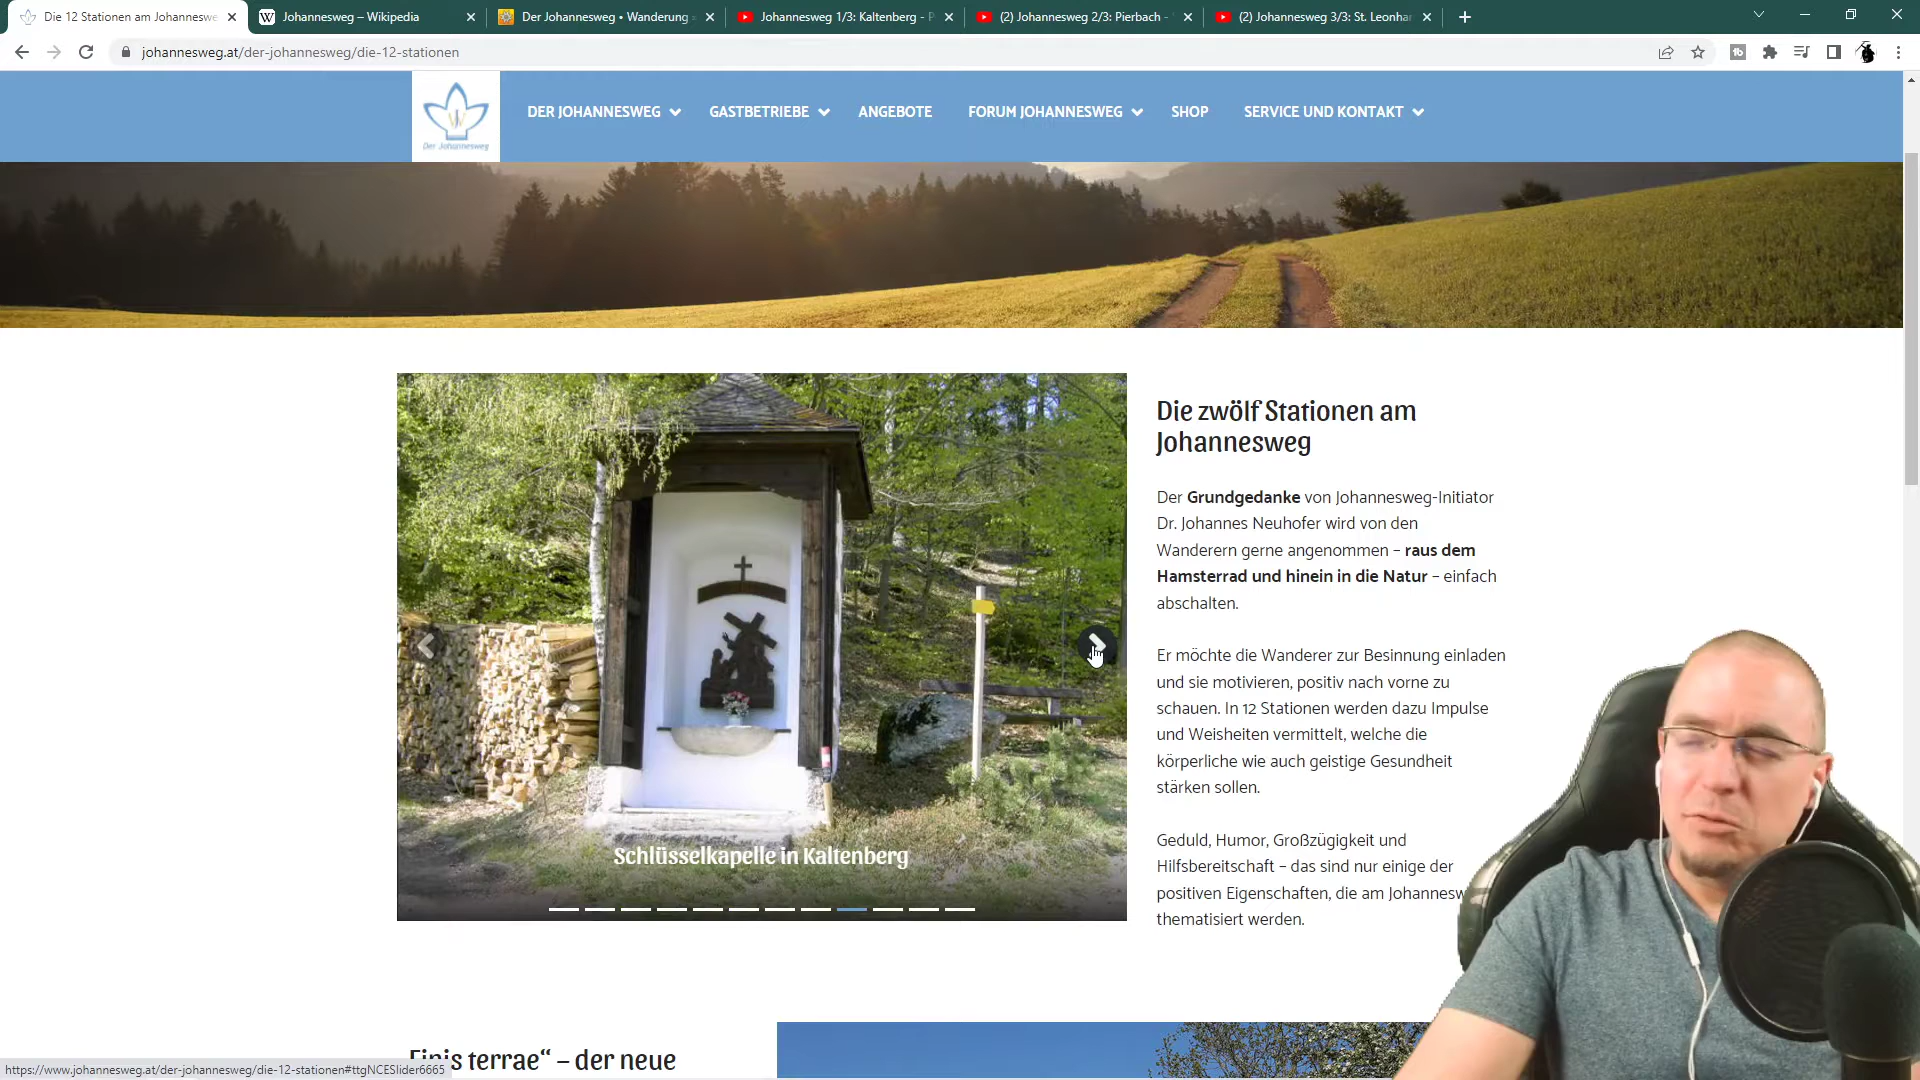 Die 12 Stationen am Johanneswe
Johannesweg – Wikipedia
Der Johannesweg • Wanderung
Johannesweg 1/3: Kaltenberg - P
(2) Johannesweg 2/3: Pierbach -
(2) Johannesweg 3/3: St. Leonha
johannesweg.at/der-johannesweg/die-12-stationen
Der Johannesweg
DER JOHANNESWEG
GASTBETRIEBE
ANGEBOTE
FORUM JOHANNESWEG
SHOP
SERVICE UND KONTAKT
Die zwölf Stationen am
Johannesweg
Der Grundgedanke von Johannesweg-Initiator
Dr. Johannes Neuhofer wird von den
Wanderern gerne angenommen – raus dem
Hamsterrad und hinein in die Natur – einfach
abschalten.
Er möchte die Wanderer zur Besinnung einladen
und sie motivieren, positiv nach vorne zu
schauen. In 12 Stationen werden dazu Impulse
und Weisheiten vermittelt, welche die
körperliche wie auch geistige Gesundheit
stärken sollen.
Geduld, Humor, Großzügigkeit und
Hilfsbereitschaft – das sind nur einige der
positiven Eigenschaften, die am Johannesw
thematisiert werden.
Schlüsselkapelle in Kaltenberg
Finis terrae“ – der neue
https://www.johannesweg.at/der-johannesweg/die-12-stationen#ttgNCESlider6665